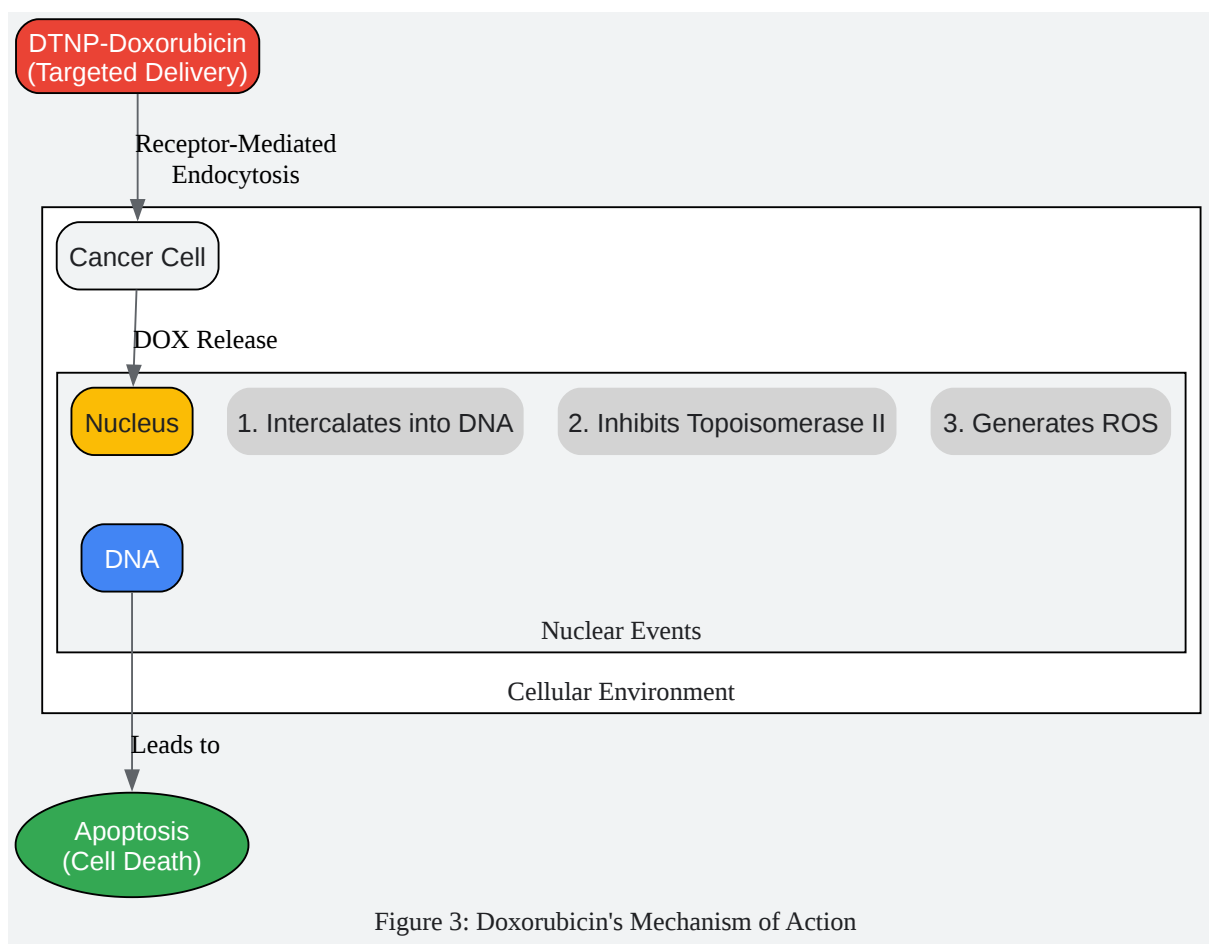 DTNP-Doxorubicin
(Targeted Delivery)
Receptor-Mediated
Endocytosis
Cancer Cell
DOX Release
Nucleus
1. Intercalates into DNA
2. Inhibits Topoisomerase II
3. Generates ROS
DNA
Nuclear Events
Cellular Environment
Leads to
Apoptosis
(Cell Death)
Figure 3: Doxorubicin's Mechanism of Action